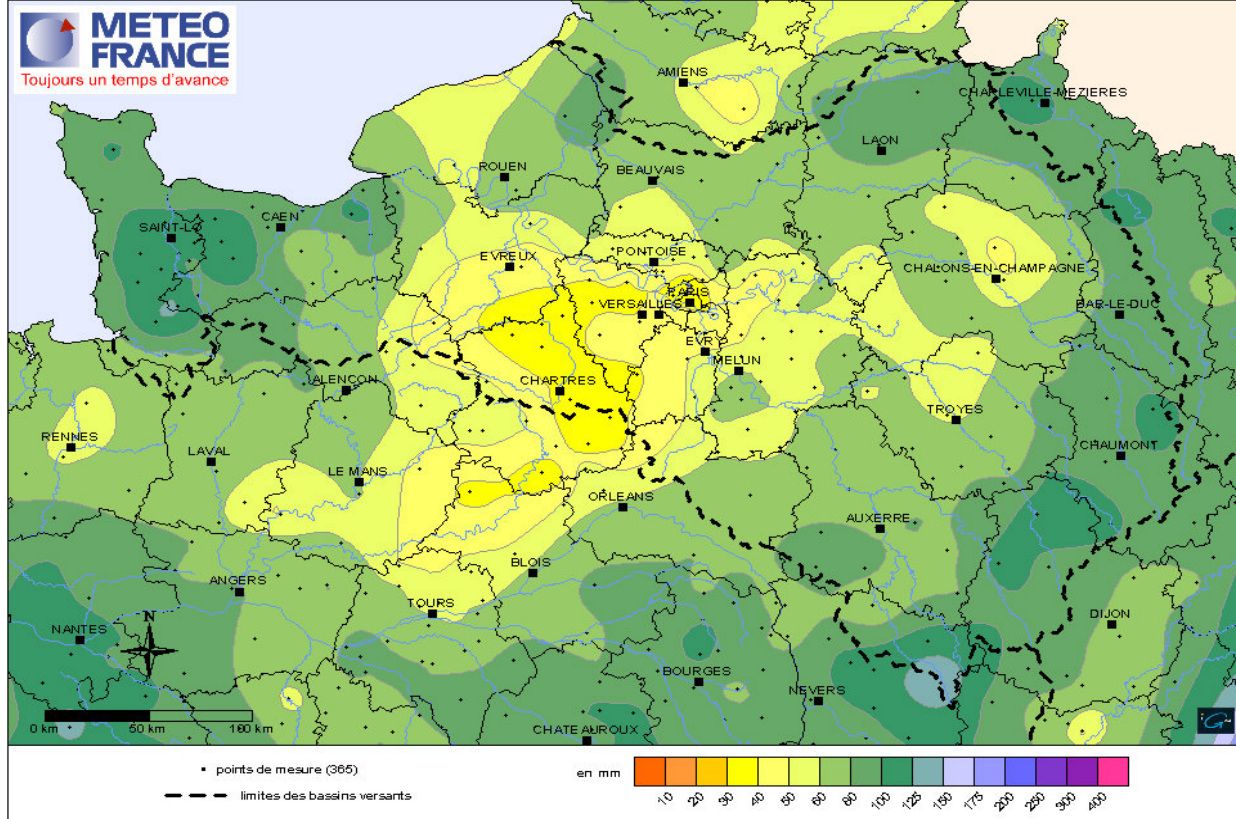 METEO
FRANCE
Toujours un temps d'avance
AMIENS
CHARLEVILLE-MEZIERES
LAON
ROUEN
BEAUVAIS
CAEN
SAINT-LO
PONTOISE
EVREUX
CHALONS-EN-CHAMPAGNE
PARIS
VERSAILLES
BAR-LE-DUC
EVRY
MELUN
ALENCON
CHARTRES
TROYES
RENNES
LAVAL
CHAUMONT
LE MANS
ORLEANS
AUXERRE
BLOIS
ANGERS
TOURS
DIJON
NANTES
N
BOURGES
NEVERS
0 km 50 km 100 km
CHATEAUROUX
points de mesure (365)
en mm
limites des bassins versants
10 20 30 40 50 60 80 100 125 150 175 200 250 300 400